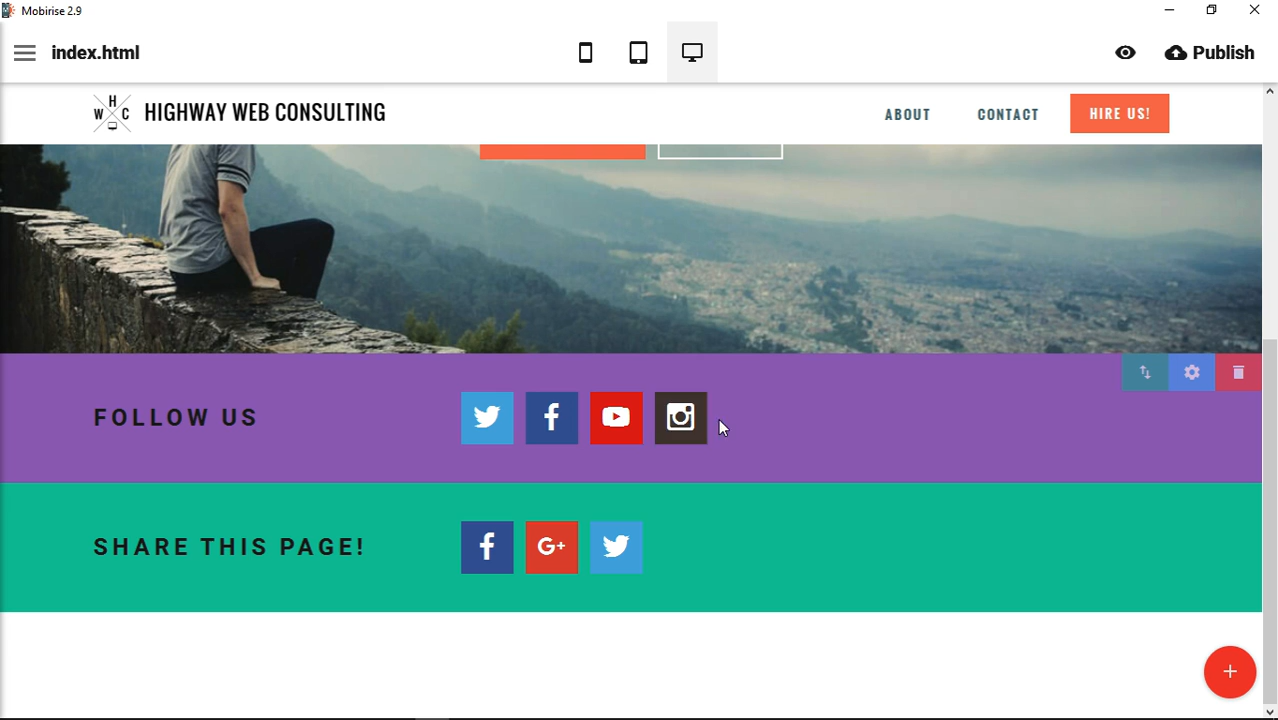 Mobirise 2.9
index.html
Publish
W H C
HIGHWAY WEB CONSULTING
ABOUT
CONTACT
HIRE US!
FOLLOW US
SHARE THIS PAGE!
G+